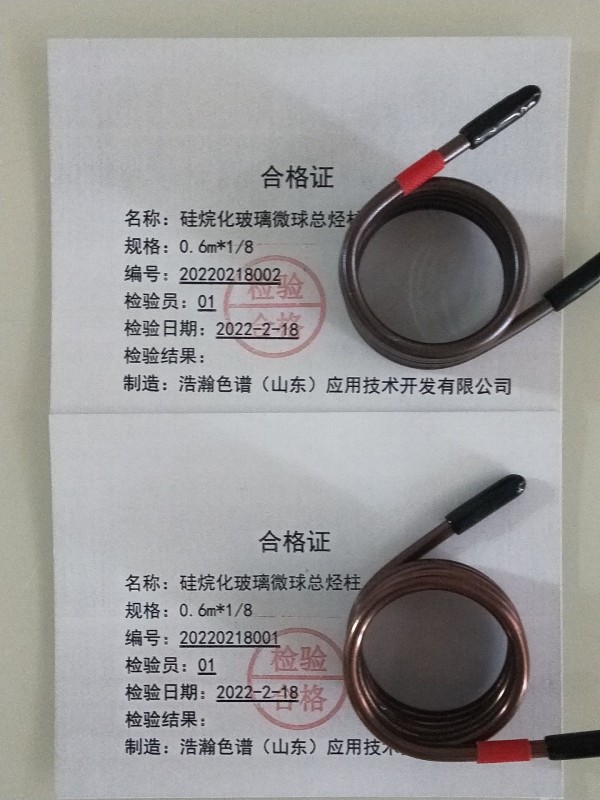 合格证
名称：硅烷化玻璃微球总烃柱
规格：0.6m*1/8
编号：20220218002
检验员：01
检验日期：2022-2-18
检验结果：
检验
合格
制造：浩瀚色谱（山东）应用技术开发有限公司
合格证
名称：硅烷化玻璃微球总烃柱
规格：0.6m*1/8
编号：20220218001
检验员：01
检验日期：2022-2-18
检验结果：
检验
合格
制造：浩瀚色谱（山东）应用技术